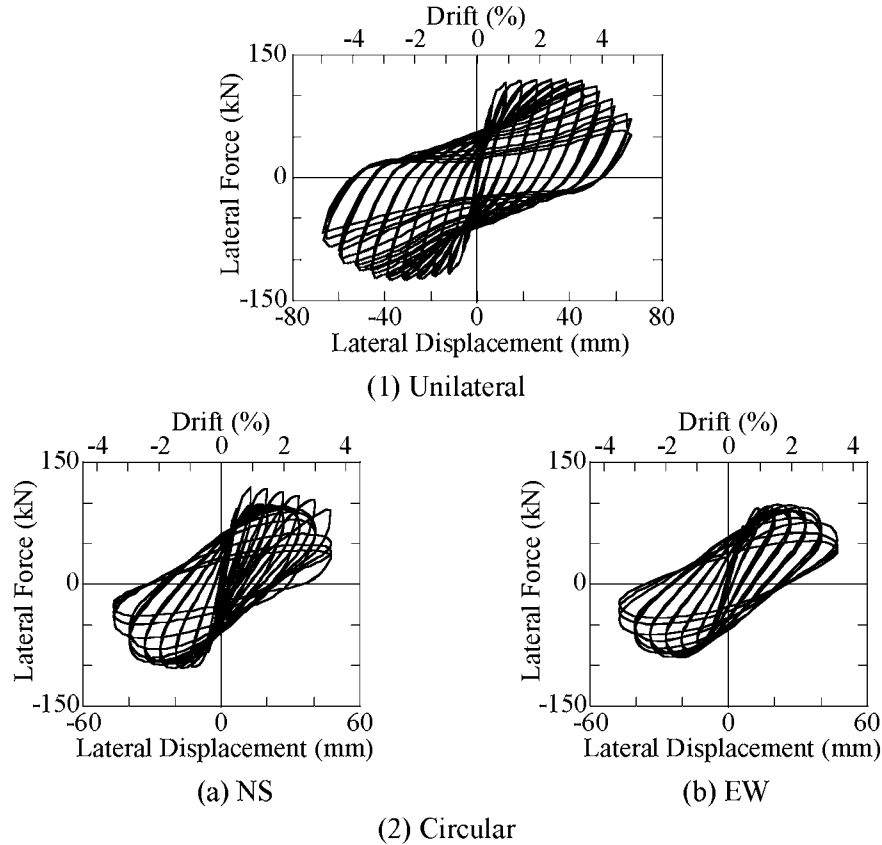 Drift (%)
-4 -2 0 2 4
150
0
-150
Lateral Force (kN)
-80 -40 0 40 80
Lateral Displacement (mm)
(1) Unilateral
Drift (%)
-4 -2 0 2 4
150
0
-150
Lateral Force (kN)
-60 0 60
Lateral Displacement (mm)
(a) NS
Drift (%)
-4 -2 0 2 4
150
0
-150
Lateral Force (kN)
-60 0 60
Lateral Displacement (mm)
(b) EW
(2) Circular